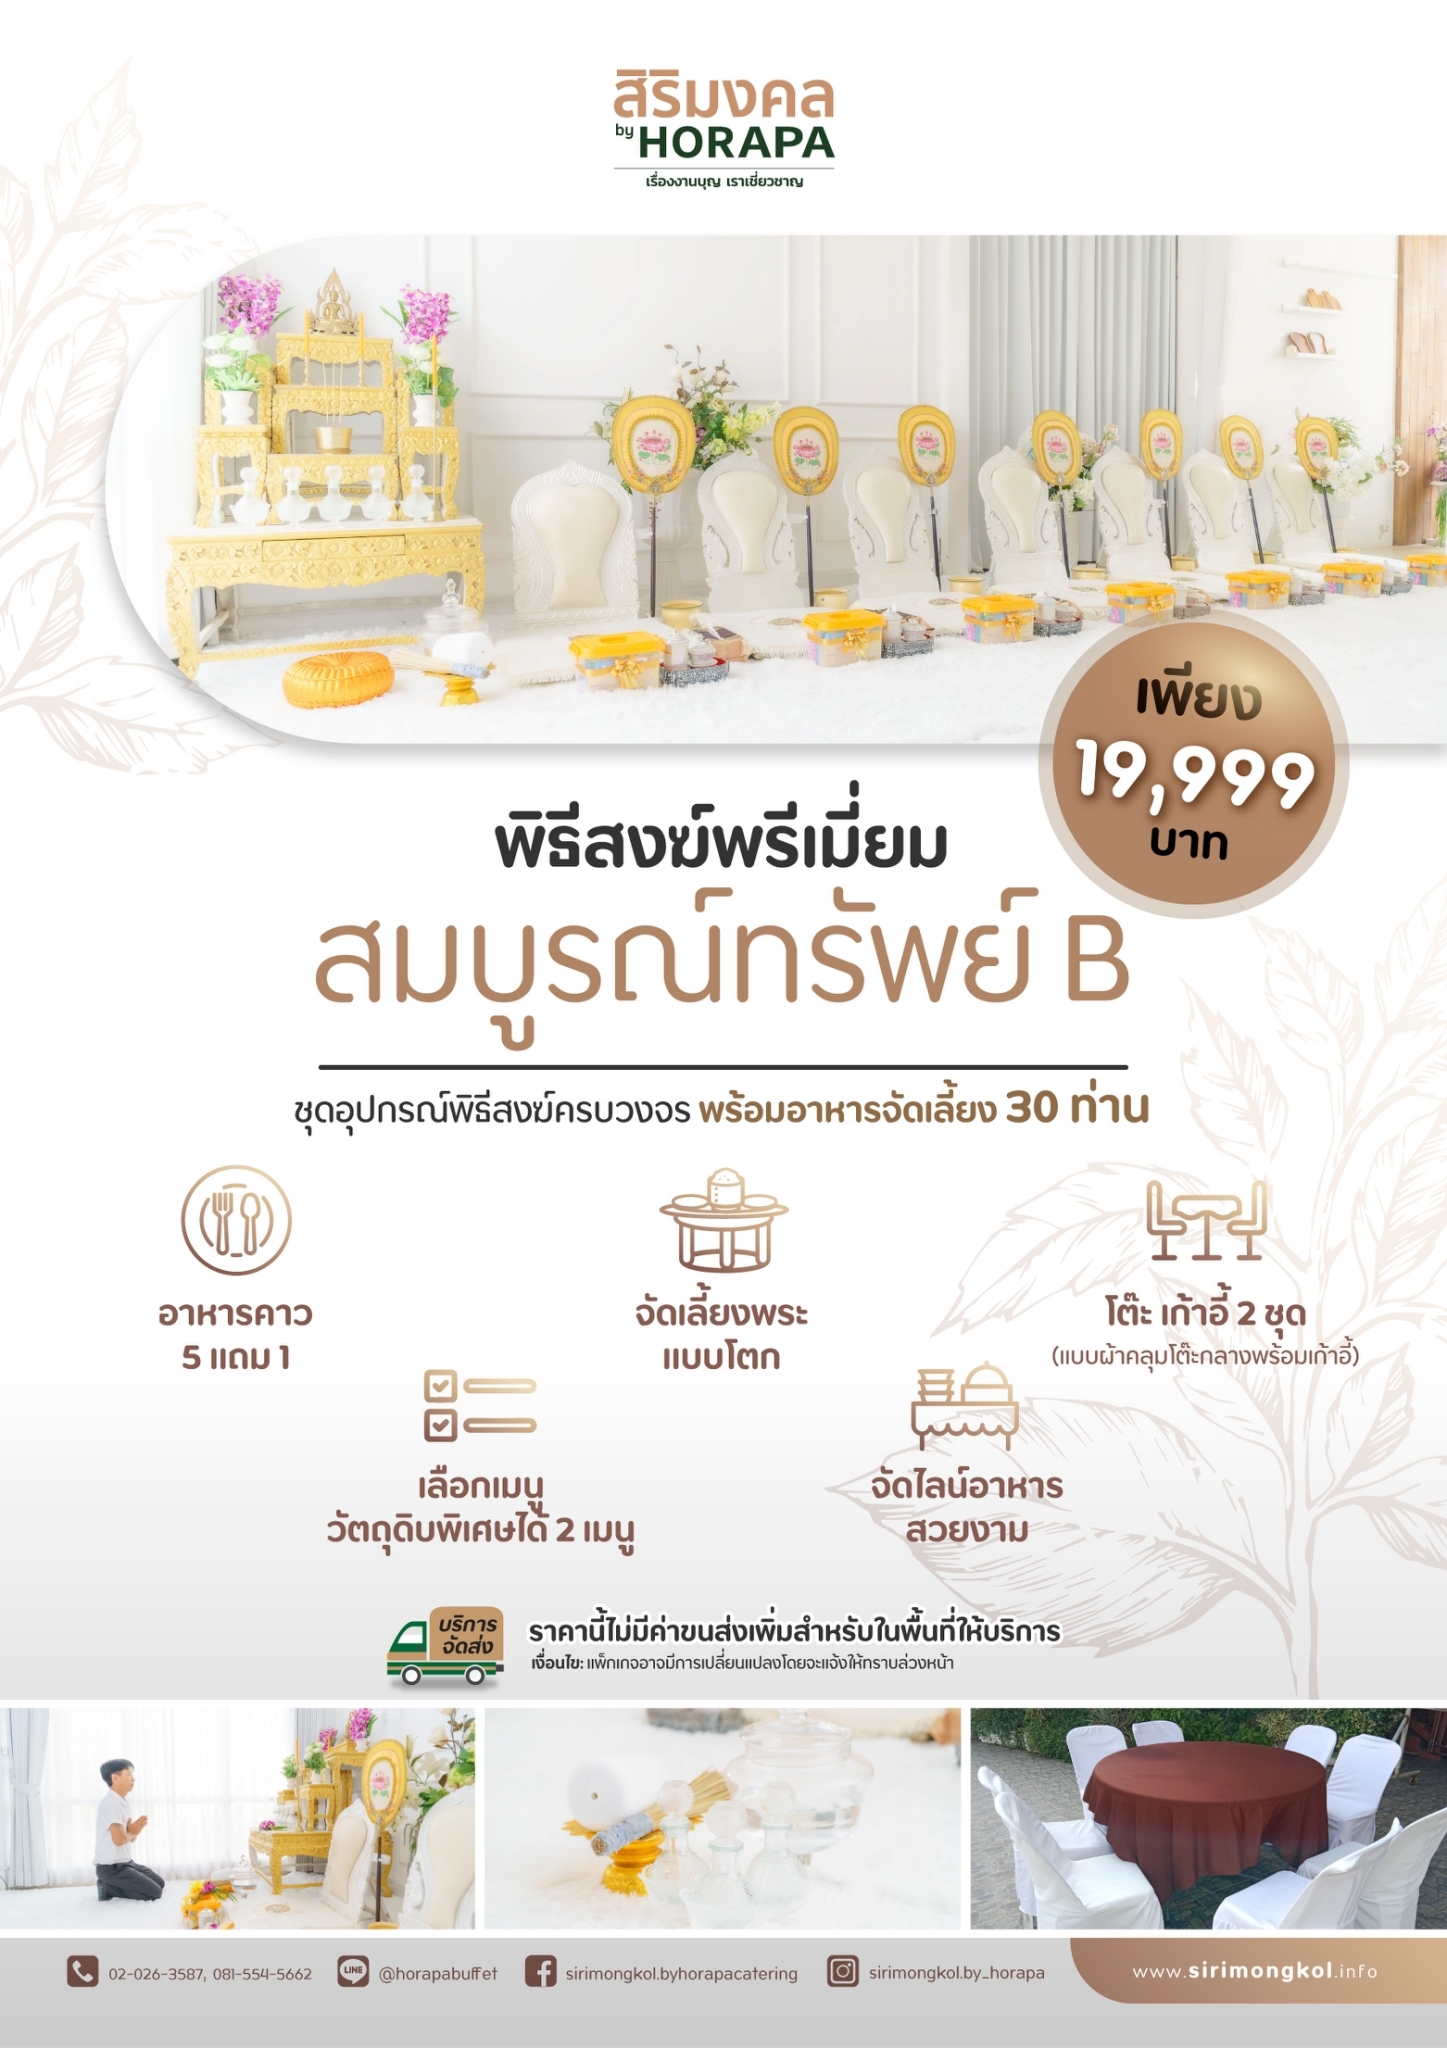 สิริมงคล
by HORAPA
เรื่องงานบุญ เราเชี่ยวชาญ
เพียง
19,999
บาท
พิธีสงฆ์พรีเมี่ยม
สมบูรณ์ทรัพย์ B
ชุดอุปกรณ์พิธีสงฆ์ครบวงจร พร้อมอาหารจัดเลี้ยง 30 ท่าน
อาหารคาว
5 แถม 1
จัดเลี้ยงพระ
แบบโตก
โต๊ะ เก้าอี้ 2 ชุด
(แบบผ้าคลุมโต๊ะกลางพร้อมเก้าอี้)
เลือกเมนู
วัตถุดิบพิเศษได้ 2 เมนู
จัดไลน์อาหาร
สวยงาม
บริการ
จัดส่ง
ราคานี้ไม่มีค่าขนส่งเพิ่มสำหรับในพื้นที่ให้บริการ
เงื่อนไข: แพ็กเกจอาจมีการเปลี่ยนแปลงโดยจะแจ้งให้ทราบล่วงหน้า
02-026-3587, 081-554-5662
LINE @horapabuffet
sirimongkol.byhorapacatering
sirimongkol.by_horapa
www.sirimongkol.info